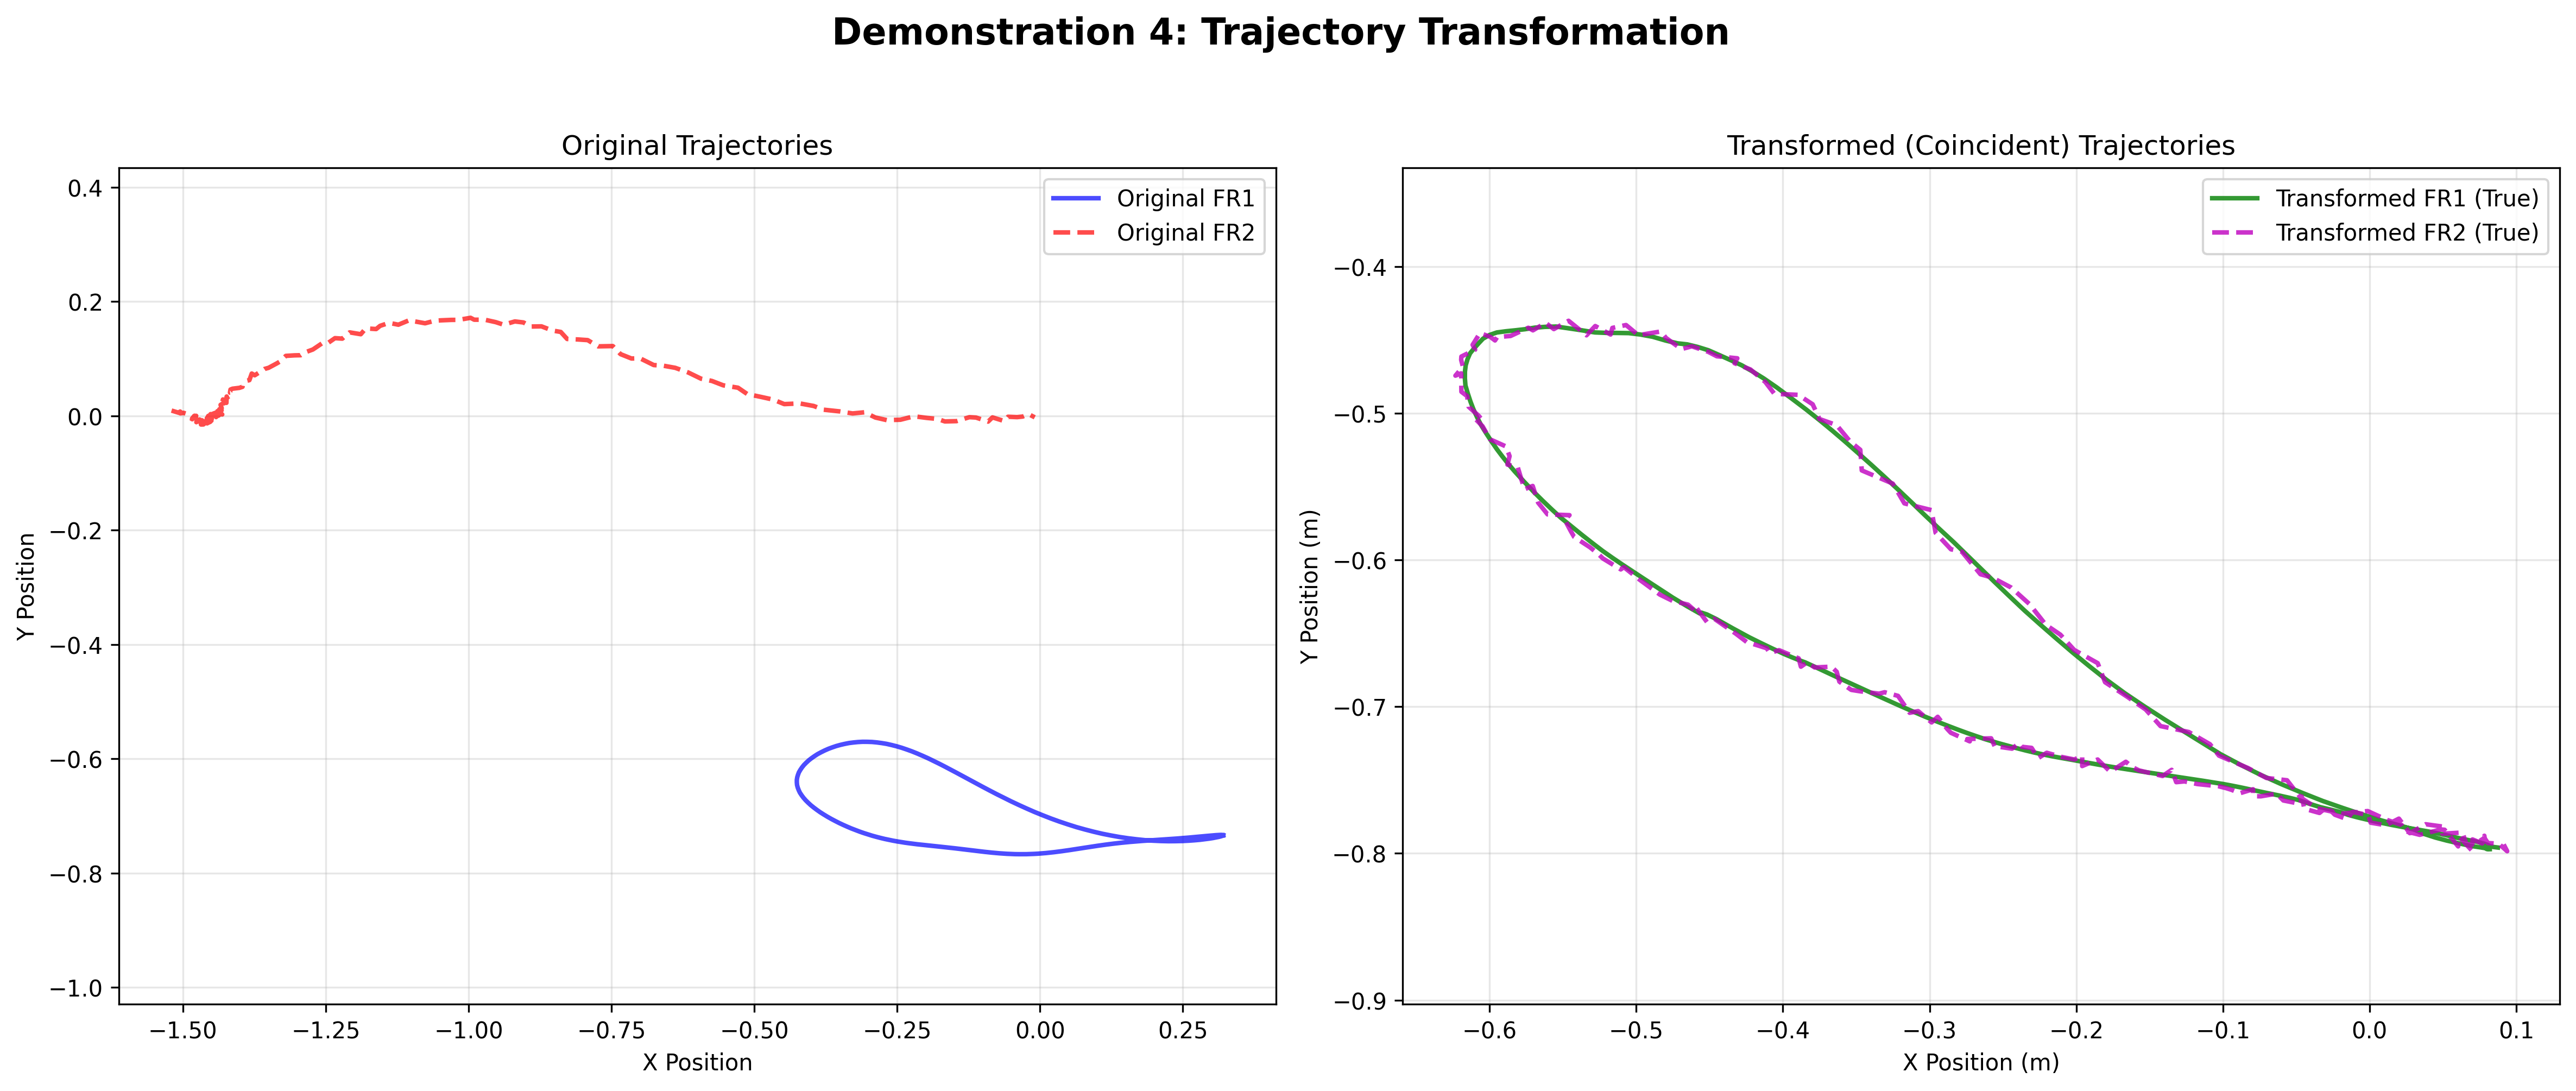 Demonstration 4: Trajectory Transformation
Original Trajectories
Original FR1
Original FR2
0.4
0.2
0.0
−0.2
−0.4
−0.6
−0.8
−1.0
Y Position
−1.50 −1.25 −1.00 −0.75 −0.50 −0.25 0.00 0.25
X Position
Transformed (Coincident) Trajectories
Transformed FR1 (True)
Transformed FR2 (True)
−0.4
−0.5
−0.6
−0.7
−0.8
−0.9
Y Position (m)
−0.6 −0.5 −0.4 −0.3 −0.2 −0.1 0.0 0.1
X Position (m)